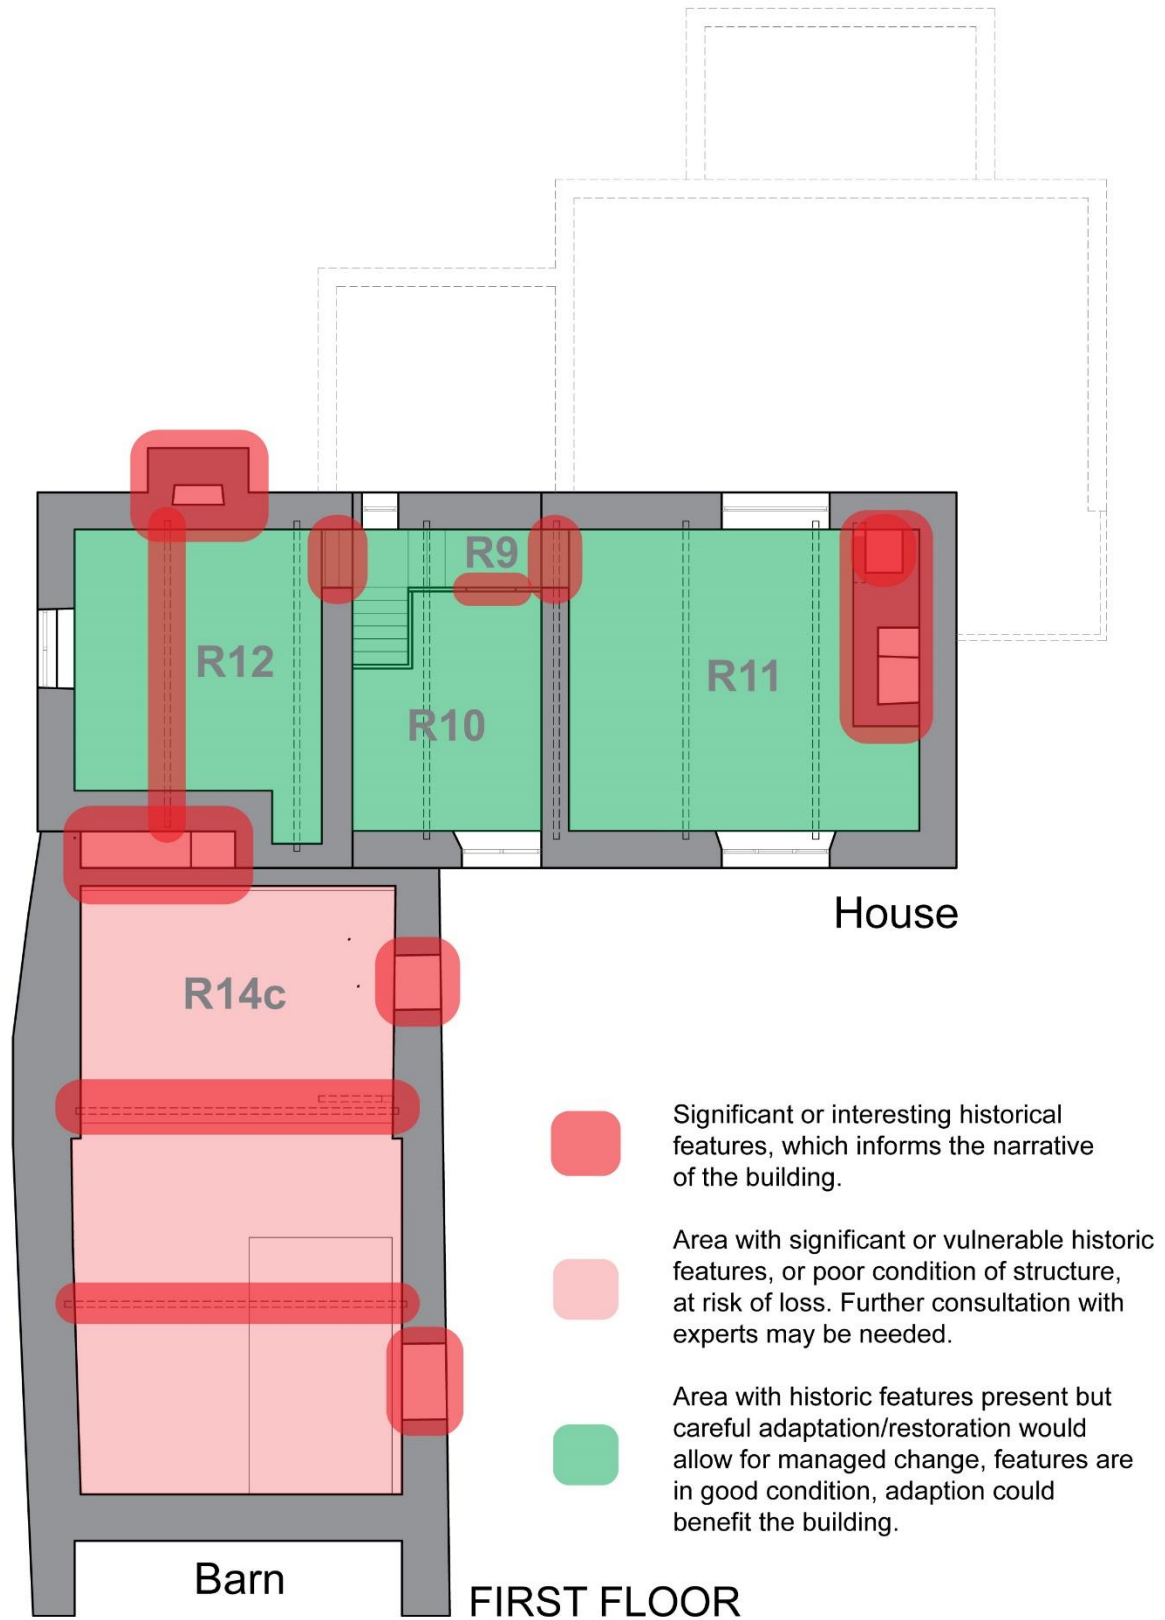 R9
R12
R11
R10
House
R14c
Significant or interesting historical
features, which informs the narrative
of the building.
Area with significant or vulnerable historic
features, or poor condition of structure,
at risk of loss. Further consultation with
experts may be needed.
Area with historic features present but
careful adaptation/restoration would
allow for managed change, features are
in good condition, adaption could
benefit the building.
Barn
FIRST FLOOR